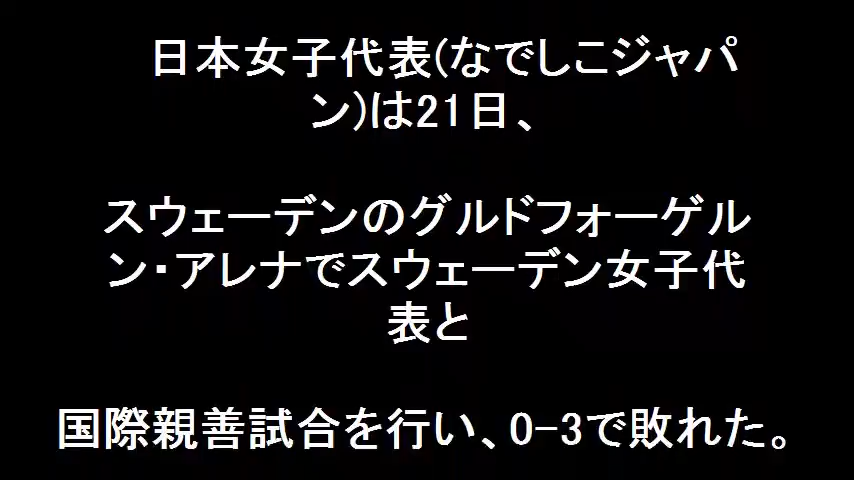 日本女子代表(なでしこジャパ
ン)は21日、
スウェーデンのグルドフォーゲル
ン・アレナでスウェーデン女子代
表と
国際親善試合を行い、0-3で敗れた。